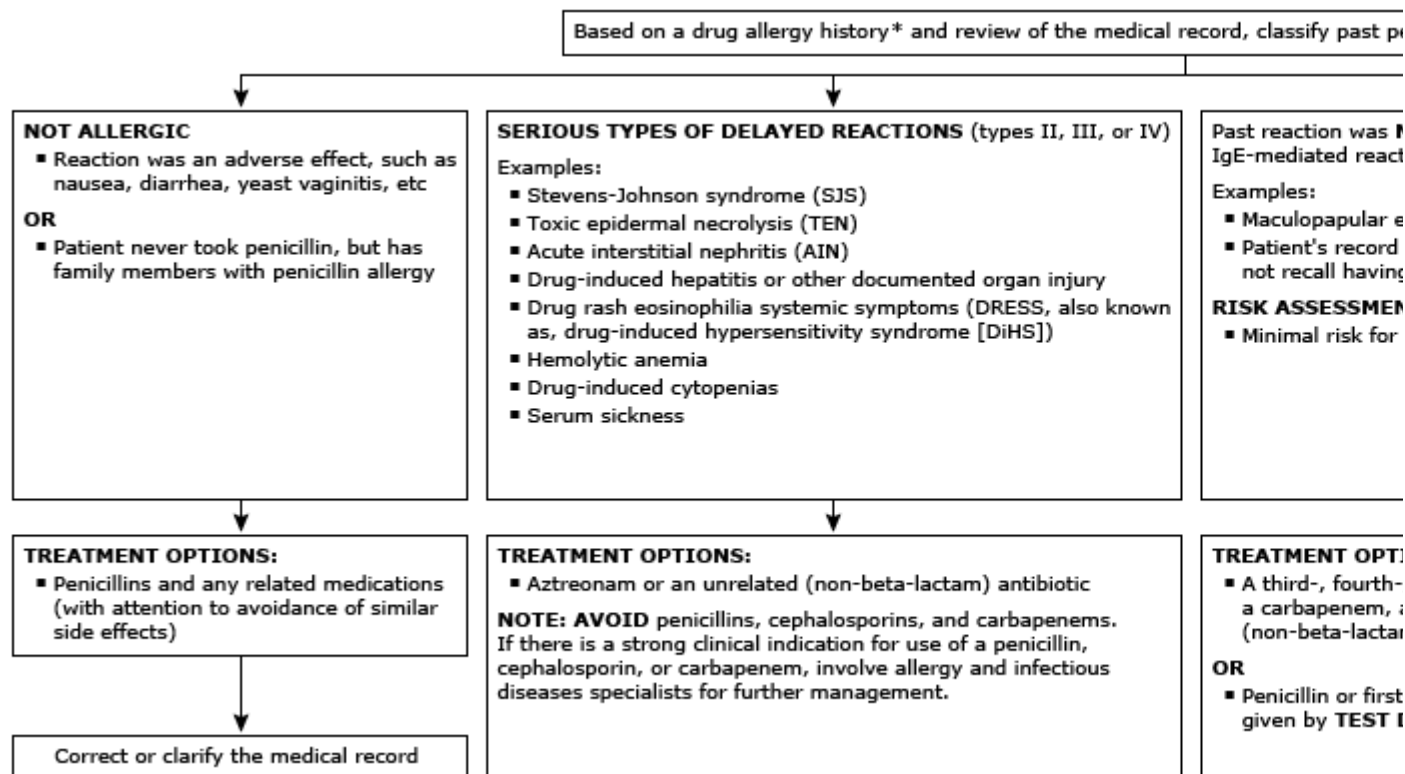 Based on a drug allergy history* and review of the medical record, classify past
NOT ALLERGIC
▪ Reaction was an adverse effect, such as
nausea, diarrhea, yeast vaginitis, etc
OR
▪ Patient never took penicillin, but has
family members with penicillin allergy
SERIOUS TYPES OF DELAYED REACTIONS (types II, III, or IV)
Examples:
▪ Stevens-Johnson syndrome (SJS)
▪ Toxic epidermal necrolysis (TEN)
▪ Acute interstitial nephritis (AIN)
▪ Drug-induced hepatitis or other documented organ injury
▪ Drug rash eosinophilia systemic symptoms (DRESS, also known
as, drug-induced hypersensitivity syndrome [DiHS])
▪ Hemolytic anemia
▪ Drug-induced cytopenias
▪ Serum sickness
Past reaction was
IgE-mediated
Examples:
▪ Maculopapular
▪ Patient's record
not recall
RISK
▪ Minimal risk for
TREATMENT OPTIONS:
▪ Penicillins and any related medications
(with attention to avoidance of similar
side effects)
Correct or clarify the medical record
TREATMENT OPTIONS:
▪ Aztreonam or an unrelated (non-beta-lactam) antibiotic
NOTE: AVOID penicillins, cephalosporins, and carbapenems.
If there is a strong clinical indication for use of a penicillin,
cephalosporin, or carbapenem, involve allergy and infectious
diseases specialists for further management.
TREATMENT
▪ A third-, fourth-
a carbapenem,
OR
▪ Penicillin or first
given by TEST